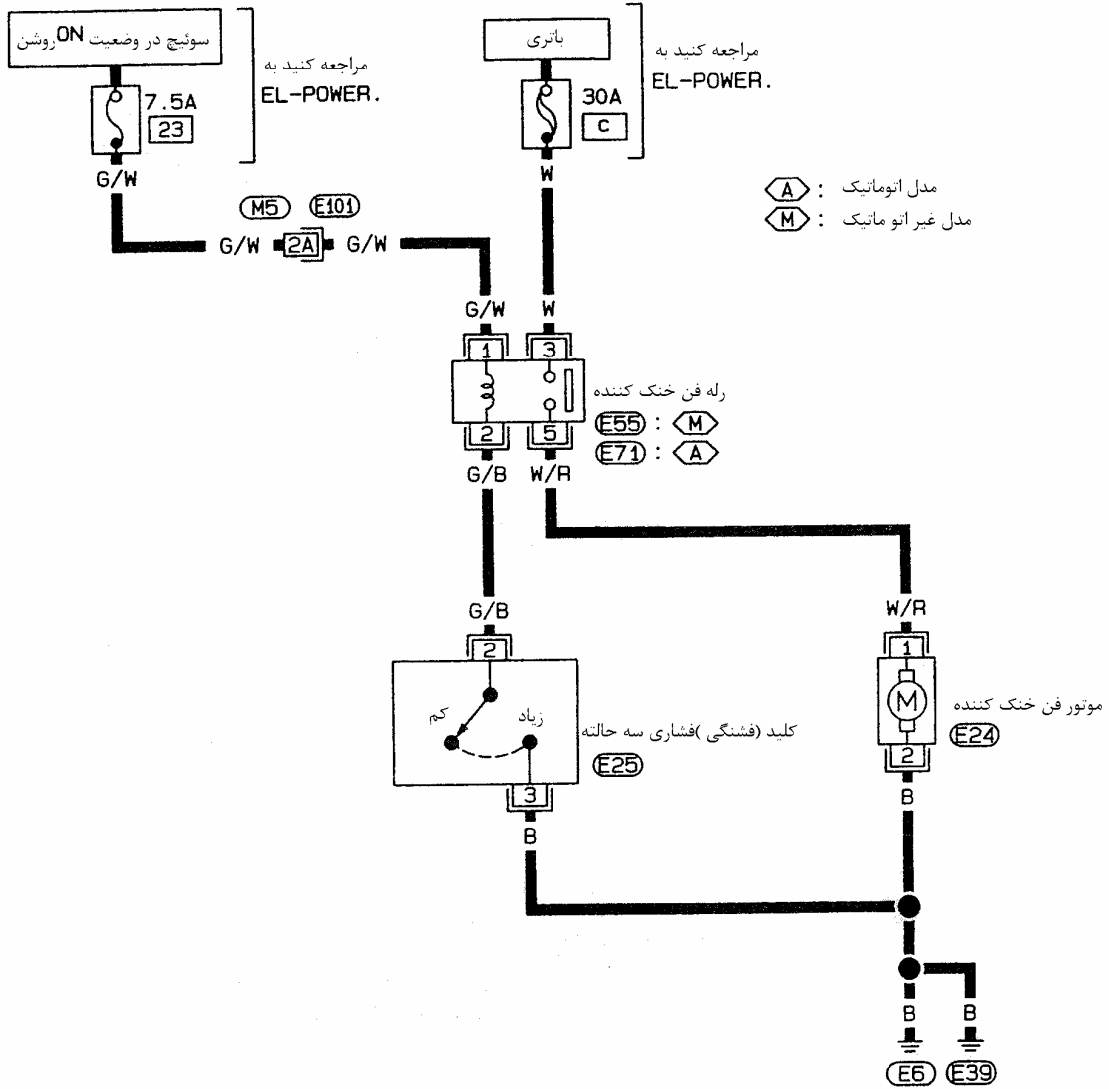 سوئیچ در وضعیت ON روشن
مراجعه کنید به
EL-POWER.
7.5A
23
G/W
باتری
مراجعه کنید به
EL-POWER.
30A
C
W
A : مدل اتوماتیک
M : مدل غیر اتو ماتیک
M5 E101
G/W 2A G/W
G/W W
1 3
رله فن خنک کننده
E55 : M
E71 : A
2 5
G/B W/R
G/B
2
کم
زیاد
کلید (فشنگی )فشاری سه حالته
E25
3
B
W/R
1
M
موتور فن خنک کننده
E24
2
B
B B
E6 E39